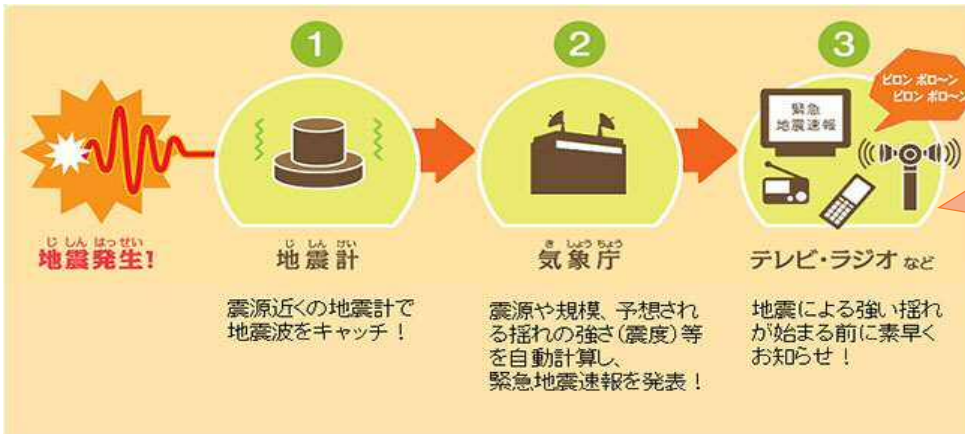 1
2
3
ピロン ポロ〜ン
ピロン ポロ〜ン
緊急
地震速報
じ しん はっ せい
地震発生!
じ しん けい
地震計
き しょう ちょう
気象庁
テレビ・ラジオ など
震源近くの地震計で
地震波をキャッチ！
震源や規模、予想され
る揺れの強さ(震度)等
を自動計算し、
緊急地震速報を発表！
地震による強い揺れ
が始まる前に素早く
お知らせ！